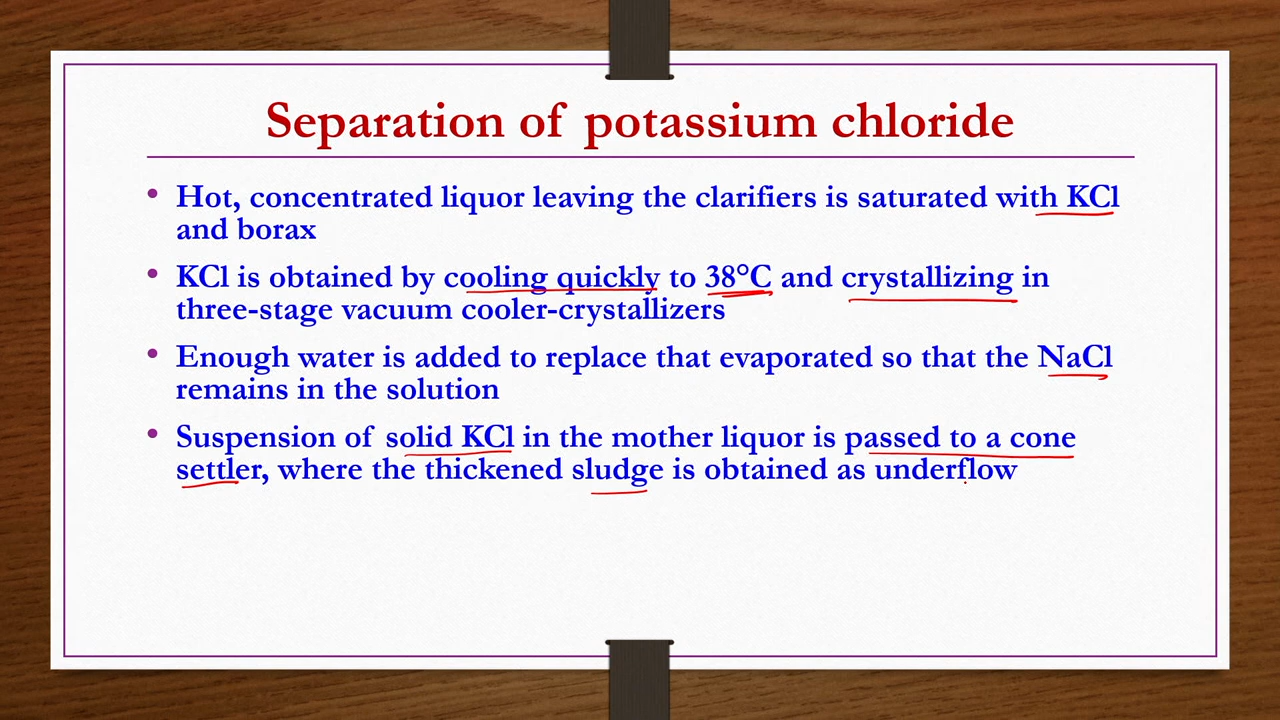 Separation of potassium chloride
• Hot, concentrated liquor leaving the clarifiers is saturated with KCl
and borax
• KCl is obtained by cooling quickly to 38°C and crystallizing in
three-stage vacuum cooler-crystallizers
• Enough water is added to replace that evaporated so that the NaCl
remains in the solution
• Suspension of solid KCl in the mother liquor is passed to a cone
settler, where the thickened sludge is obtained as underflow